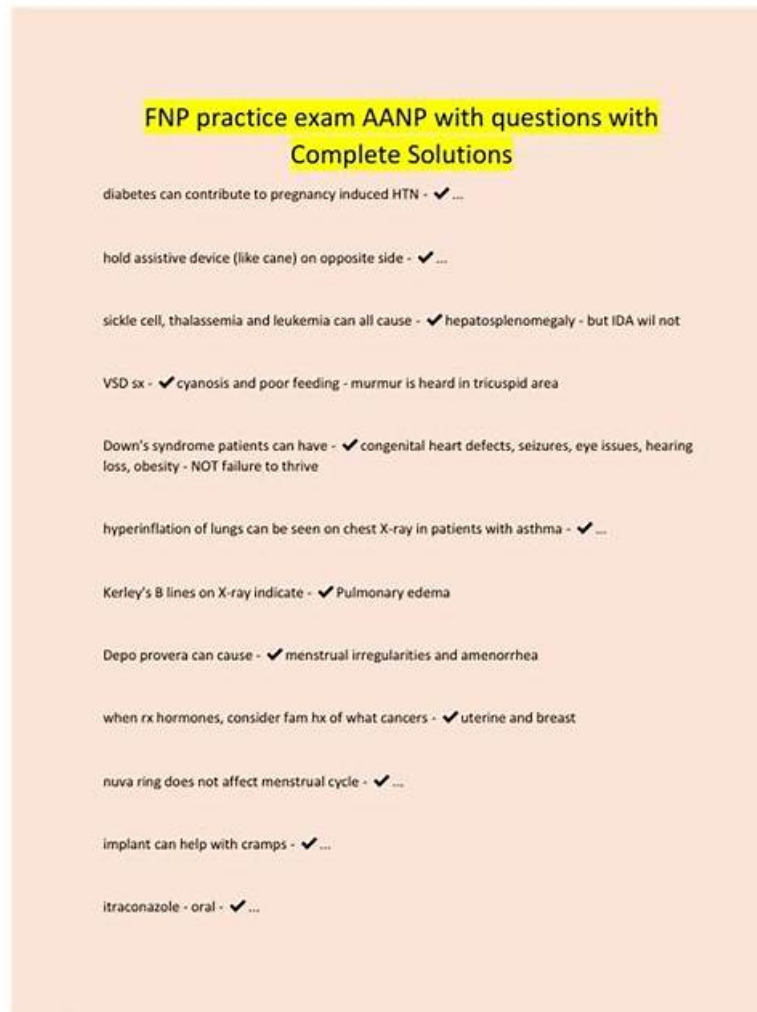 FNP practice exam AANP with questions with
Complete Solutions
diabetes can contribute to pregnancy induced HTN - ✔ ...
hold assistive device (like cane) on opposite side - ✔ ...
sickle cell, thalassemia and leukemia can all cause - ✔ hepatosplenomegaly - but IDA wil not
VSD sx - ✔ cyanosis and poor feeding - murmur is heard in tricuspid area
Down's syndrome patients can have - ✔ congenital heart defects, seizures, eye issues, hearing
loss, obesity - NOT failure to thrive
hyperinflation of lungs can be seen on chest X-ray in patients with asthma - ✔ ...
Kerley's B lines on X-ray indicate - ✔ Pulmonary edema
Depo provera can cause - ✔ menstrual irregularities and amenorrhea
when rx hormones, consider fam hx of what cancers - ✔ uterine and breast
nuva ring does not affect menstrual cycle - ✔ ...
implant can help with cramps - ✔ ...
itraconazole - oral - ✔ ...